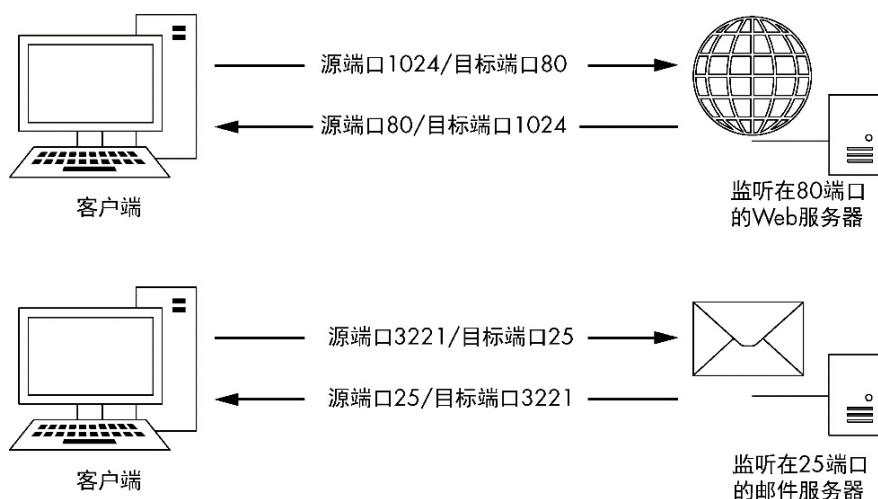 源端口1024/目标端口80
源端口80/目标端口1024
客户端
监听在80端口
的Web服务器
源端口3221/目标端口25
源端口25/目标端口3221
客户端
监听在25端口
的邮件服务器